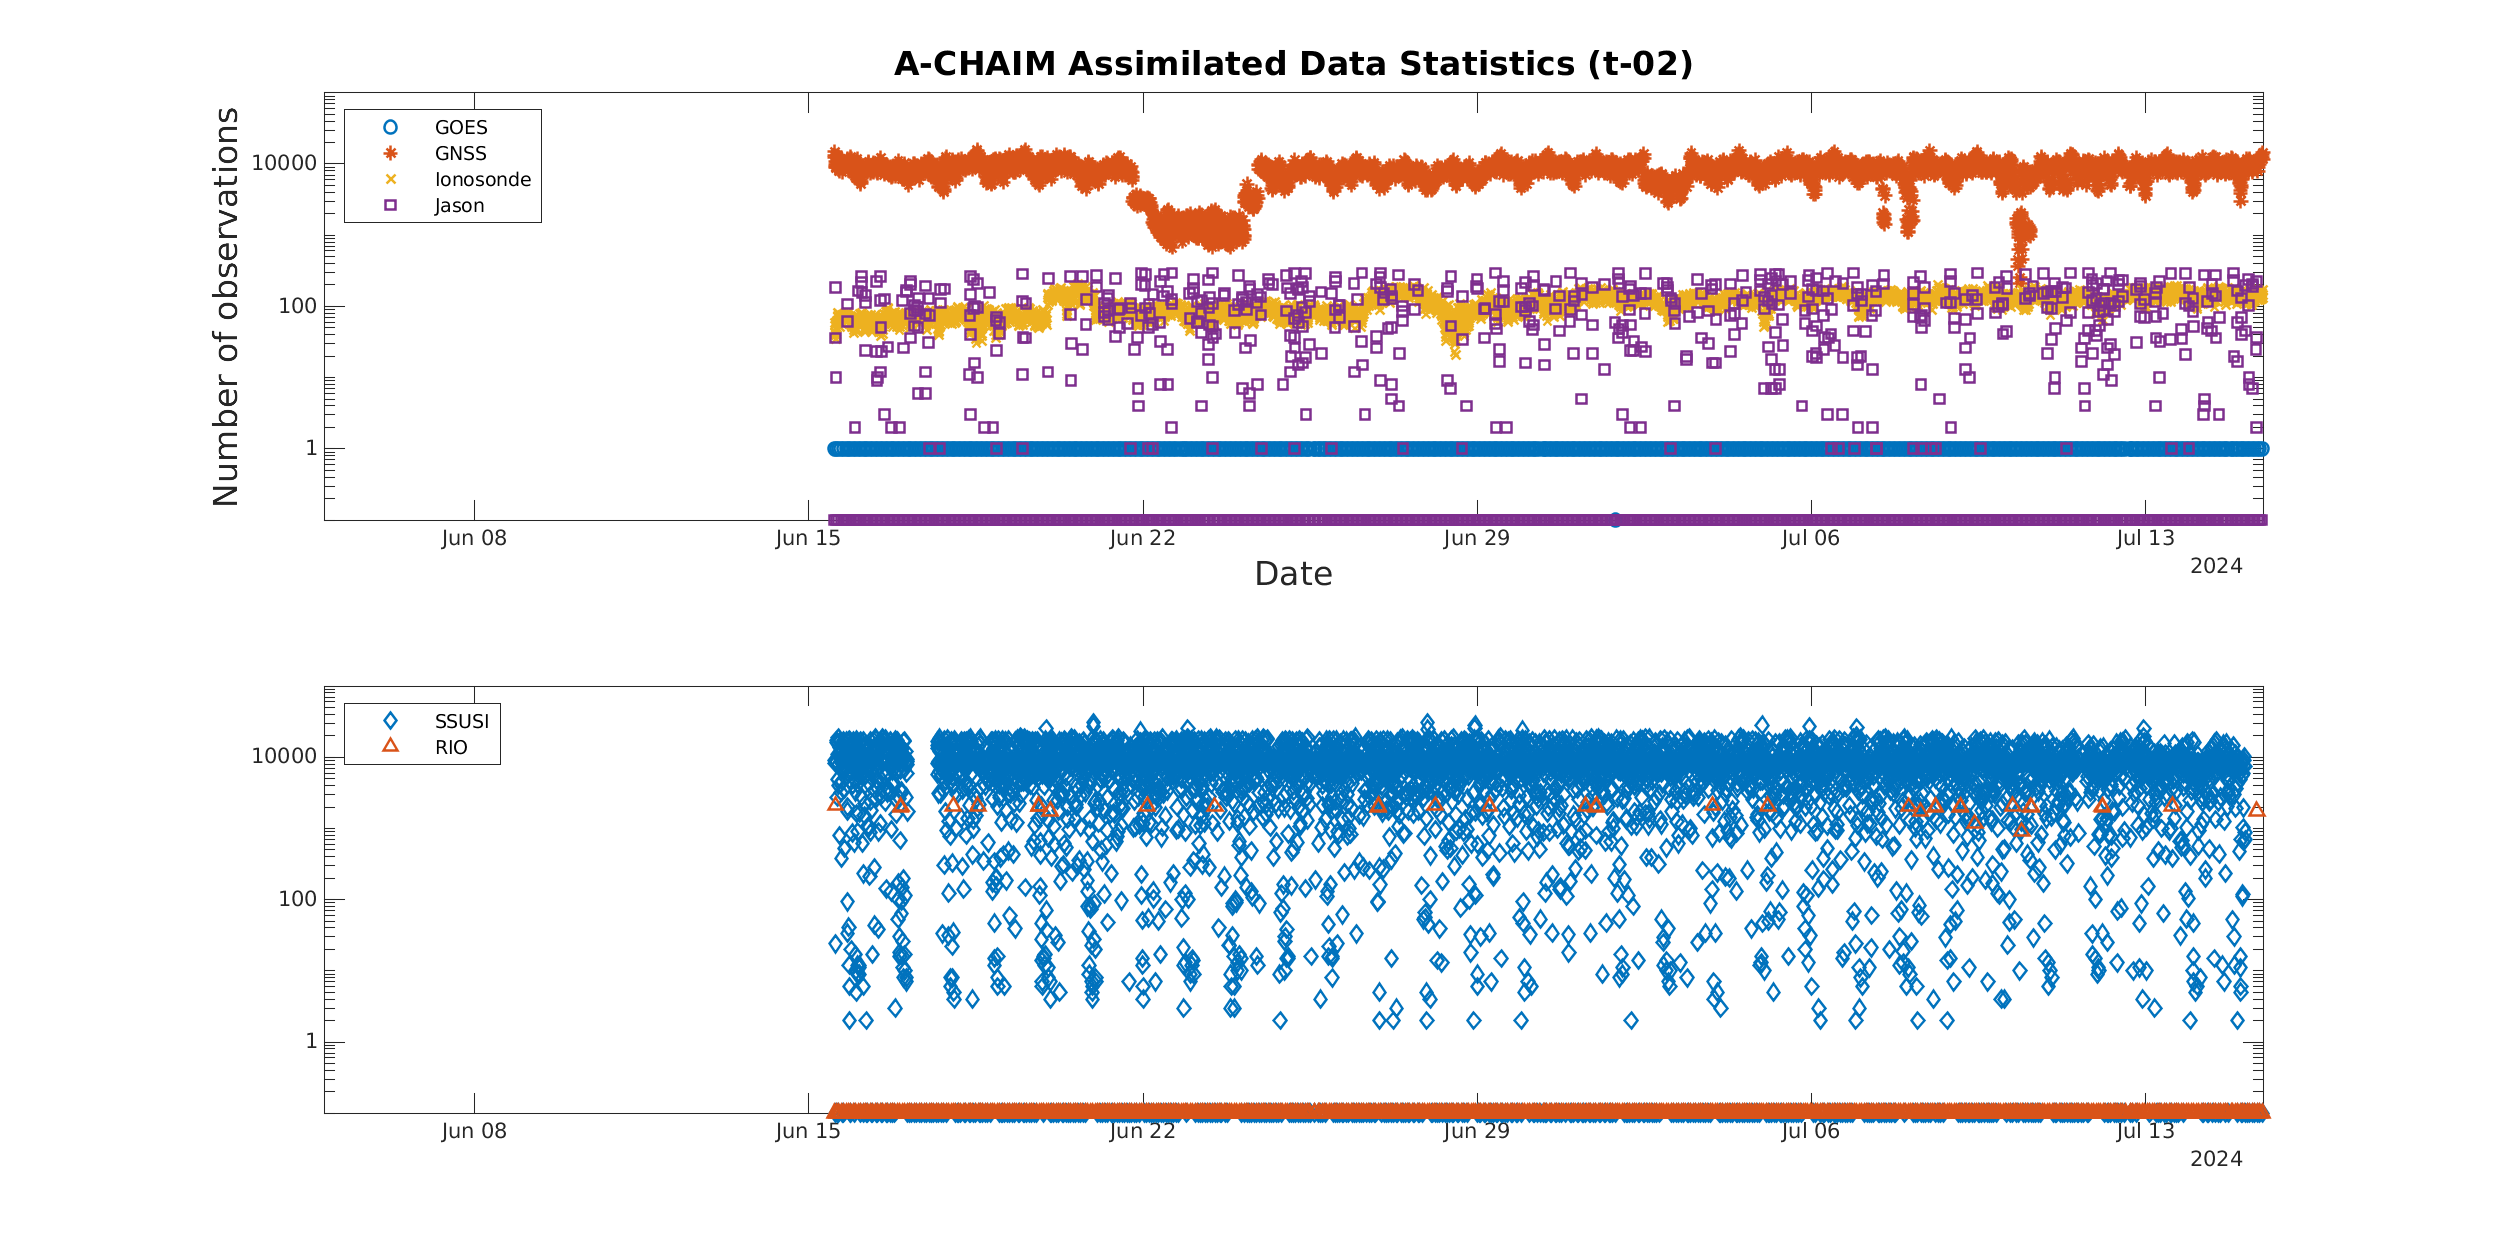 A-CHAIM Assimilated Data Statistics (t-02)
Number of observations
10000
100
1
GOES
GNSS
Ionosonde
Jason
Jun 08
Jun 15
Jun 22
Jun 29
Jul 06
Jul 13
2024
Date
10000
100
1
SSUSI
RIO
Jun 08
Jun 15
Jun 22
Jun 29
Jul 06
Jul 13
2024